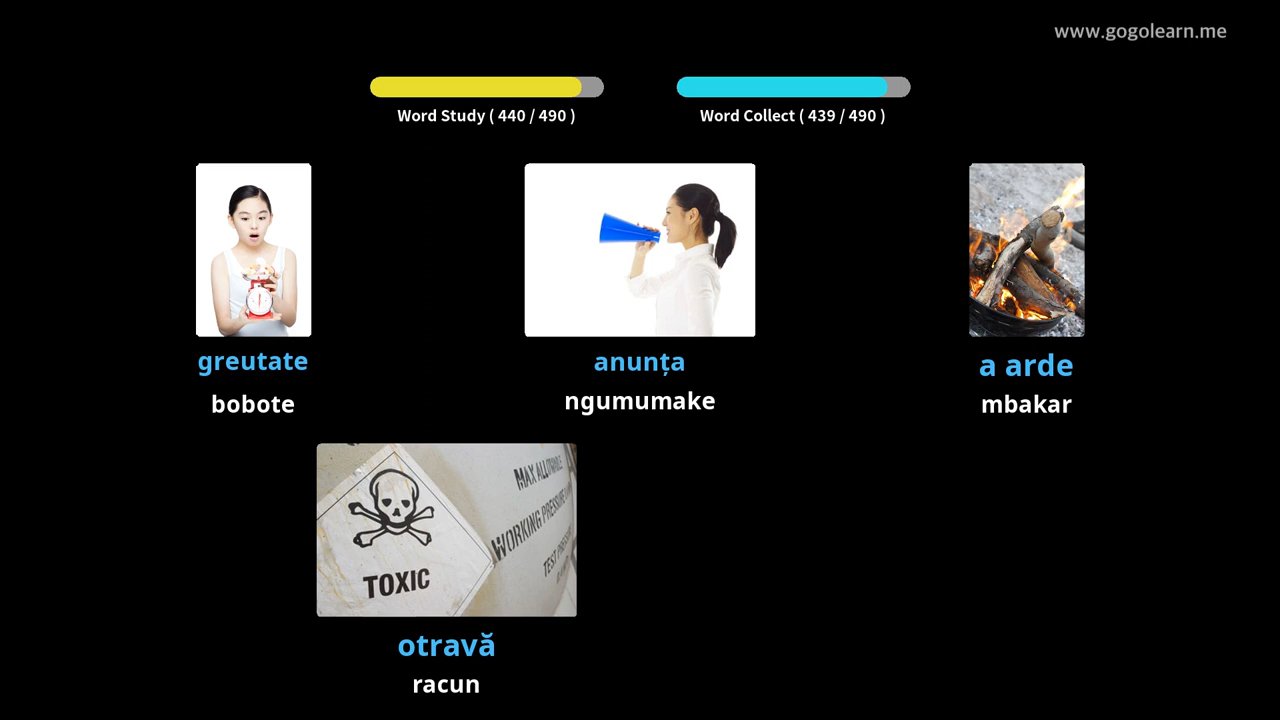 www.gogolearn.me
Word Study ( 440 / 490 )
Word Collect ( 439 / 490 )
greutate
bobote
anunța
ngumumake
a arde
mbakar
TOXIC
MAX ALLOWABLE
WORKING PRESSURE
otravă
racun